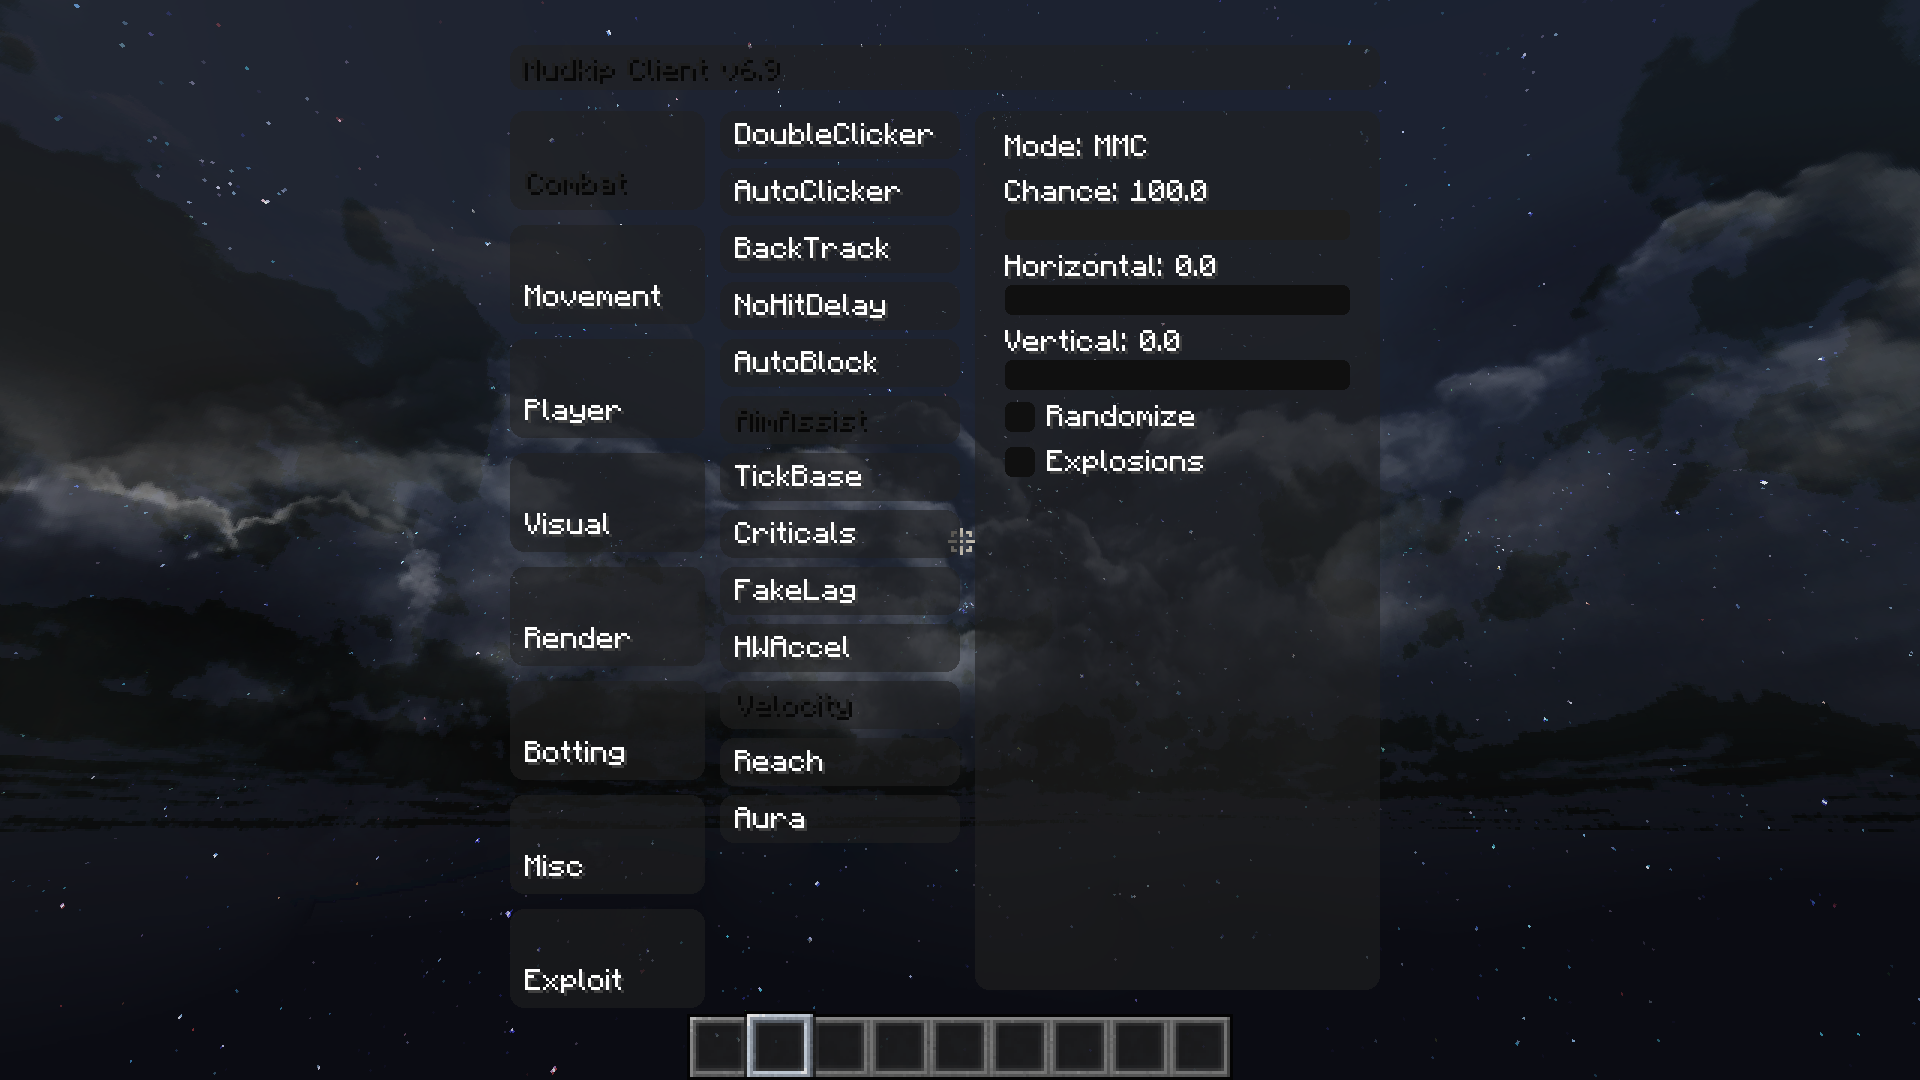 Mudkip Client v6.9
Combat
Movement
Player
Visual
Render
Botting
Misc
Exploit
DoubleClicker
AutoClicker
BackTrack
NoHitDelay
AutoBlock
AimAssist
TickBase
Criticals
FakeLag
HWAccel
Velocity
Reach
Aura
Mode: MMC
Chance: 100.0
Horizontal: 0.0
Vertical: 0.0
Randomize
Explosions